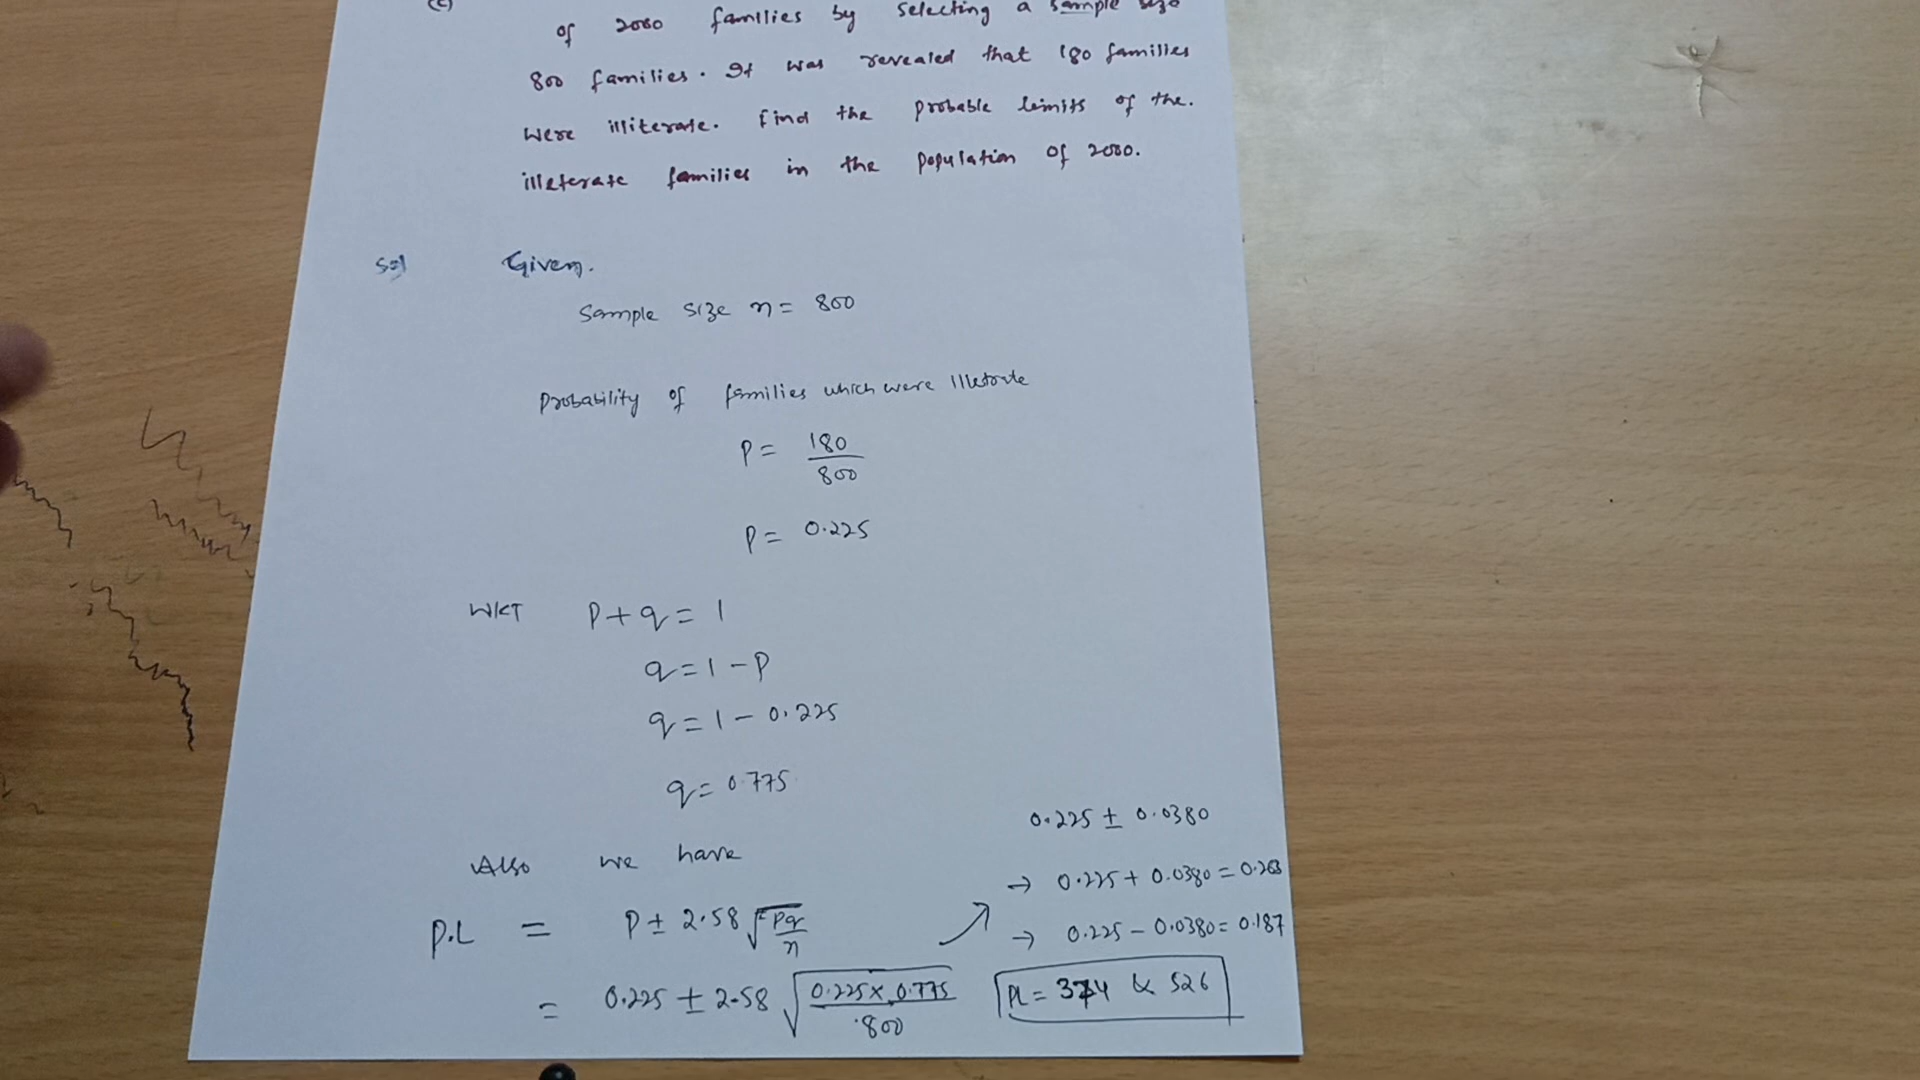 (c)
of 2000 families by selecting a sample size
800 families. It was revealed that 180 families
were illiterate. Find the probable limits of the.
illeterate families in the population of 2000.
Sol Given.
Sample size n = 800
Probability of families which were Illetrate
P = 180/800
P = 0.225
WKT P + q = 1
q = 1 - P
q = 1 - 0.225
q = 0.775
Also we have
P.L = P ± 2.58 √pq/n
= 0.225 ± 2.58 √0.225 x 0.775/800
0.225 ± 0.0380
→ 0.225 + 0.0380 = 0.263
→ 0.225 - 0.0380 = 0.187
PL = 374 & 526